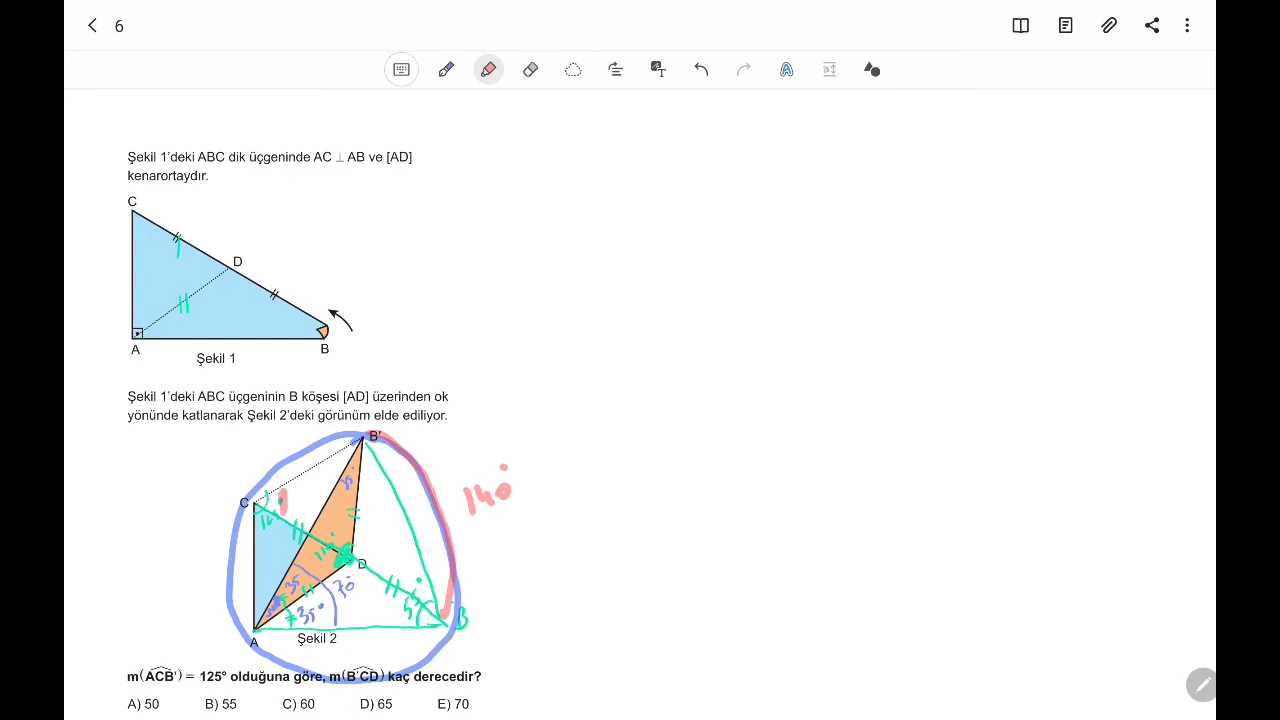 6
Şekil 1'deki ABC dik üçgeninde AC ⊥ AB ve [AD]
kenarortaydır.
C
D
A
B
Şekil 1
Şekil 1'deki ABC üçgeninin B köşesi [AD] üzerinden ok
yönünde katlanarak Şekil 2'deki görünüm elde ediliyor.
B'
35°
140°
C
D
35
70°
35°
B
A
Şekil 2
m(ACB') = 125° olduğuna göre, m(B'CD) kaç derecedir?
A) 50 B) 55 C) 60 D) 65 E) 70